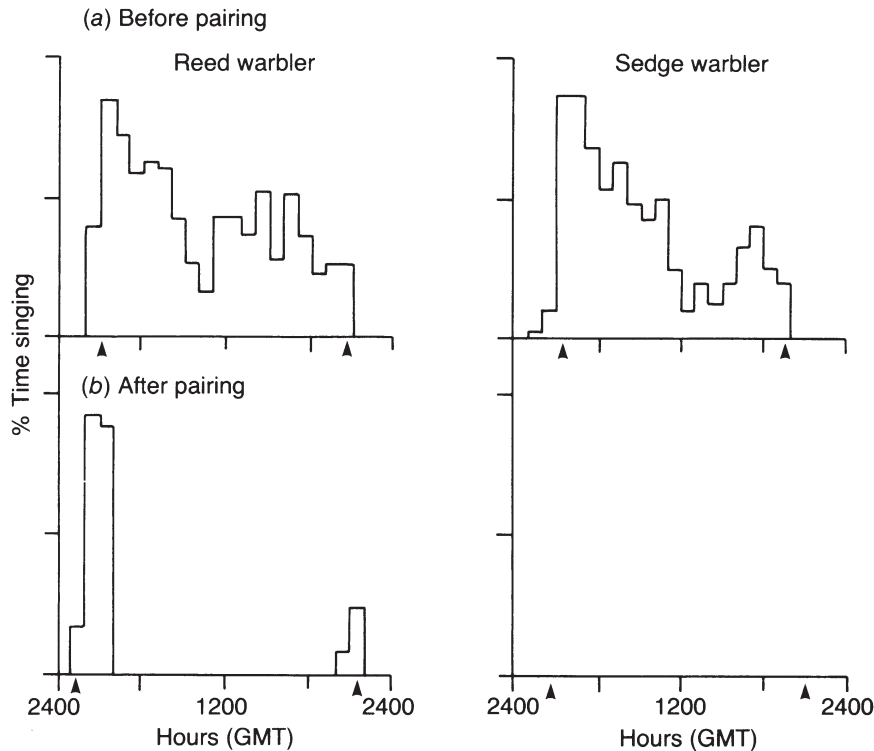 (a) Before pairing
Reed warbler
Sedge warbler
% Time singing
(b) After pairing
2400
1200
2400
Hours (GMT)
2400
1200
2400
Hours (GMT)